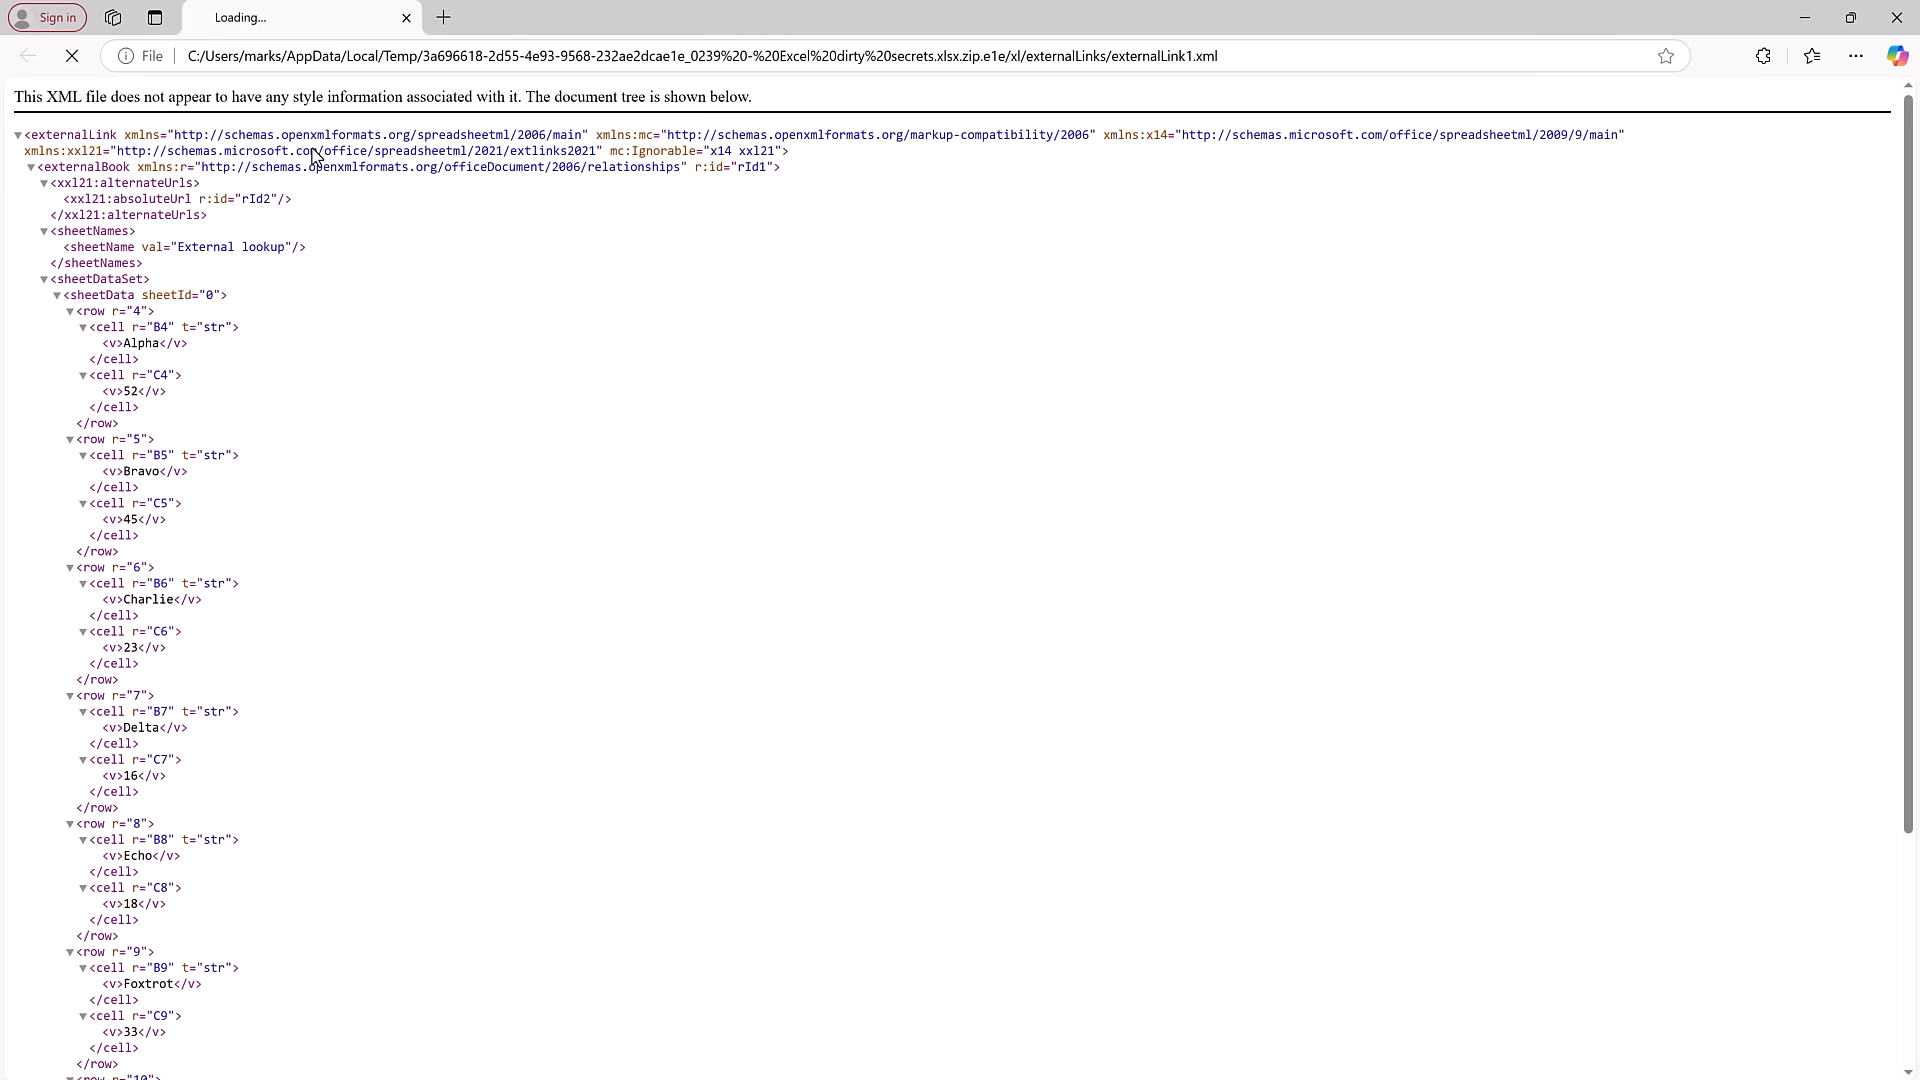 Sign in
Loading...
File
C:/Users/marks/AppData/Local/Temp/3a696618-2d55-4e93-9568-232ae2dcae1e_0239%20-%20Excel%20dirty%20secrets.xlsx.zip.e1e/xl/externalLinks/externalLink1.xml
This XML file does not appear to have any style information associated with it. The document tree is shown below.
<externalLink xmlns="http://schemas.openxmlformats.org/spreadsheetml/2006/main" xmlns:mc="http://schemas.openxmlformats.org/markup-compatibility/2006" xmlns:x14="http://schemas.microsoft.com/office/spreadsheetml/2009/9/main"
xmlns:xxl21="http://schemas.microsoft.com/office/spreadsheetml/2021/extlinks2021" mc:Ignorable="x14 xxl21">
<externalBook xmlns:r="http://schemas.openxmlformats.org/officeDocument/2006/relationships" r:id="rId1">
<xxl21:alternateUrls>
<xxl21:absoluteUrl r:id="rId2"/>
</xxl21:alternateUrls>
<sheetNames>
<sheetName val="External lookup"/>
</sheetNames>
<sheetDataSet>
<sheetData sheetId="0">
<row r="4">
<cell r="B4" t="str">
<v>Alpha</v>
</cell>
<cell r="C4">
<v>52</v>
</cell>
</row>
<row r="5">
<cell r="B5" t="str">
<v>Bravo</v>
</cell>
<cell r="C5">
<v>45</v>
</cell>
</row>
<row r="6">
<cell r="B6" t="str">
<v>Charlie</v>
</cell>
<cell r="C6">
<v>23</v>
</cell>
</row>
<row r="7">
<cell r="B7" t="str">
<v>Delta</v>
</cell>
<cell r="C7">
<v>16</v>
</cell>
</row>
<row r="8">
<cell r="B8" t="str">
<v>Echo</v>
</cell>
<cell r="C8">
<v>18</v>
</cell>
</row>
<row r="9">
<cell r="B9" t="str">
<v>Foxtrot</v>
</cell>
<cell r="C9">
<v>33</v>
</cell>
</row>
<row r="10">